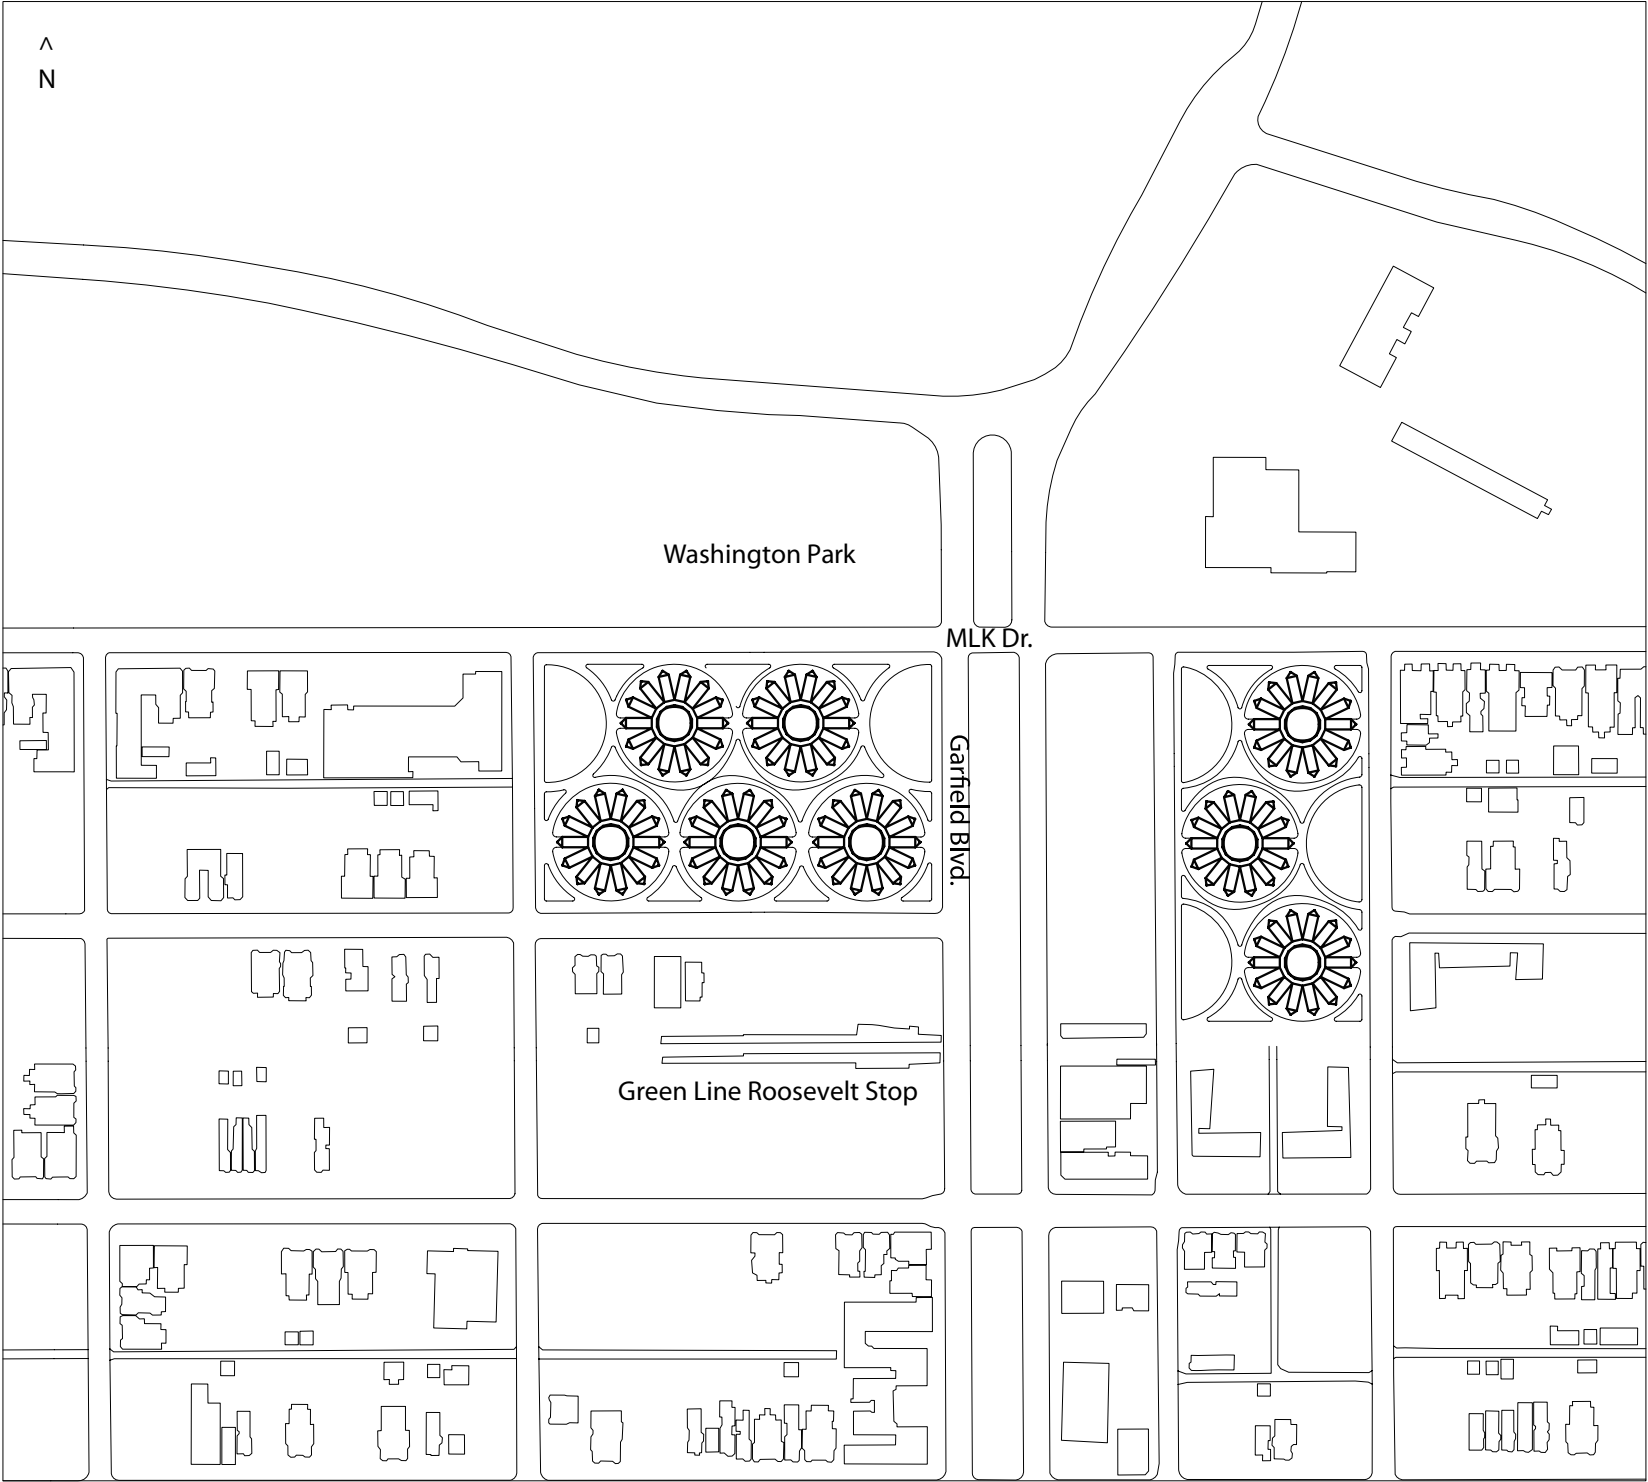 ^
N
Washington Park
MLK Dr.
Garfield Blvd.
Green Line Roosevelt Stop